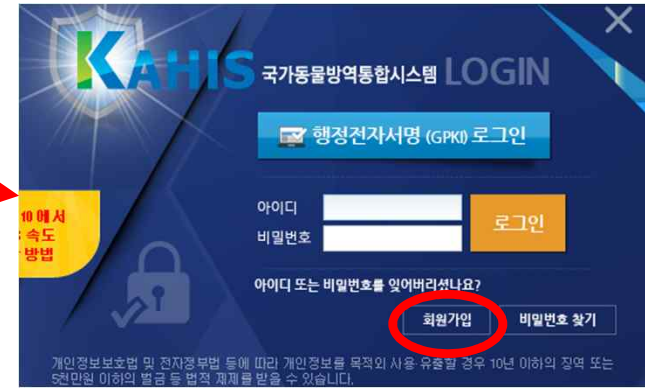 KAHIS 국가동물방역통합시스템 LOGIN
행정전자서명 (GPKI) 로그인
10 에서
속도
방법
아이디
비밀번호
로그인
아이디 또는 비밀번호를 잊어버리셨나요?
회원가입
비밀번호 찾기
개인정보보호법 및 전자정부법 등에 따라 개인정보를 목적외 사용·유출할 경우 10년 이하의 징역 또는
5천만원 이하의 벌금 등 법적 제재를 받을 수 있습니다.